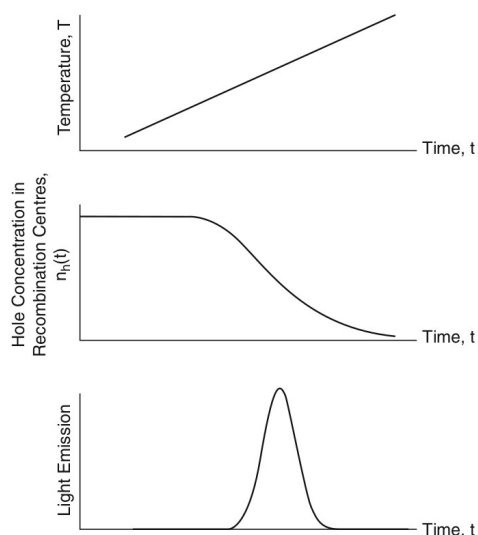 Temperature, T
Time, t
Hole Concentration in
Recombination Centres,
nₕ(t)
Time, t
Light Emission
Time, t